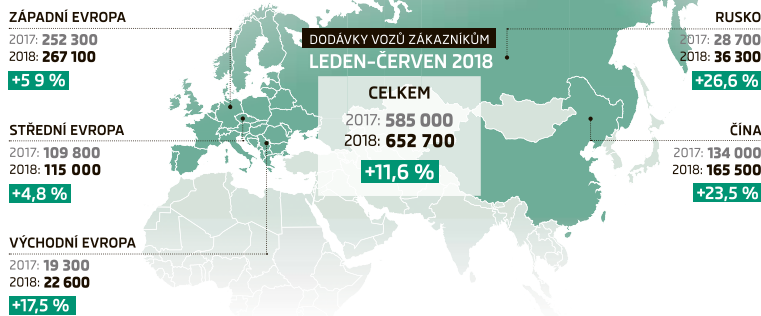 ZÁPADNÍ EVROPA
2017: 252 300
2018: 267 100
+5 9 %
STŘEDNÍ EVROPA
2017: 109 800
2018: 115 000
+4,8 %
VÝCHODNÍ EVROPA
2017: 19 300
2018: 22 600
+17,5 %
DODÁVKY VOZŮ ZÁKAZNÍKŮM
LEDEN–ČERVEN 2018
CELKEM
2017: 585 000
2018: 652 700
+11,6 %
RUSKO
2017: 28 700
2018: 36 300
+26,6 %
ČÍNA
2017: 134 000
2018: 165 500
+23,5 %